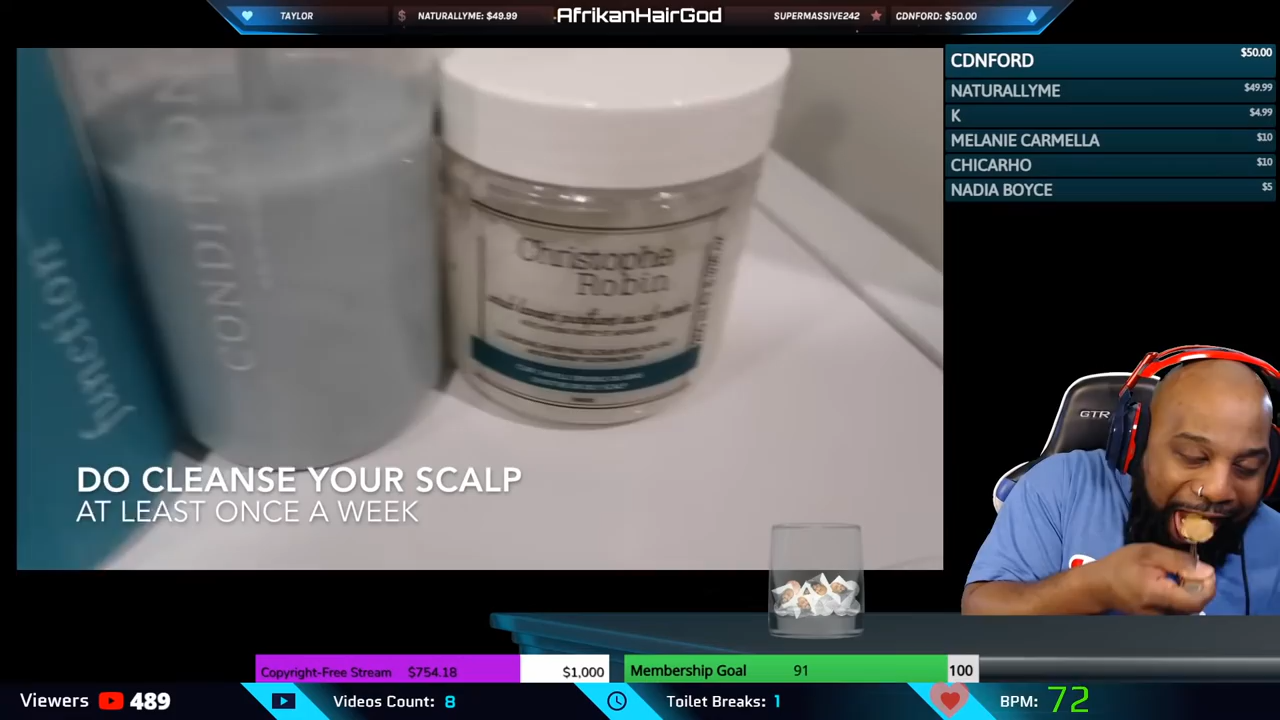 TAYLOR
NATURALLYME: $49.99
AfrikanHairGod
SUPERMASSIVE242
CDNFORD: $50.00
CDNFORD $50.00
NATURALLYME $49.99
K $4.99
MELANIE CARMELLA $10
CHICARHO $10
NADIA BOYCE $5
function
CONDITION
Christophe
Robin
GTR
DO CLEANSE YOUR SCALP
AT LEAST ONCE A WEEK
Copyright-Free Stream $754.18 $1,000
Membership Goal 91 100
Viewers 489
Videos Count: 8
Toilet Breaks: 1
BPM: 72